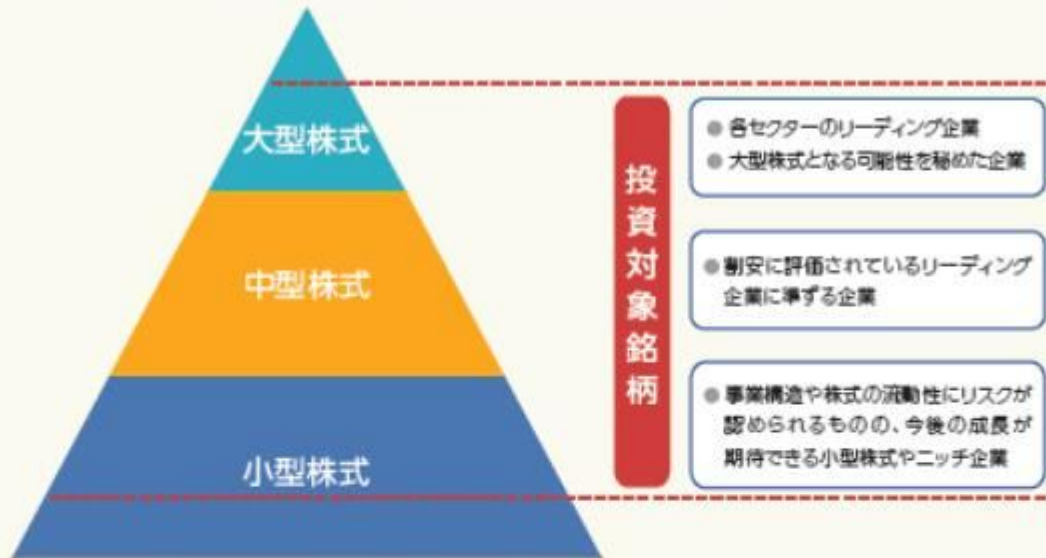 大型株式
中型株式
小型株式
投資対象銘柄
● 各セクターのリーディング企業
● 大型株式となる可能性を秘めた企業
● 割安に評価されているリーディング
企業に準ずる企業
● 事業構造や株式の流動性にリスクが
認められるものの、今後の成長が
期待できる小型株式やニッチ企業